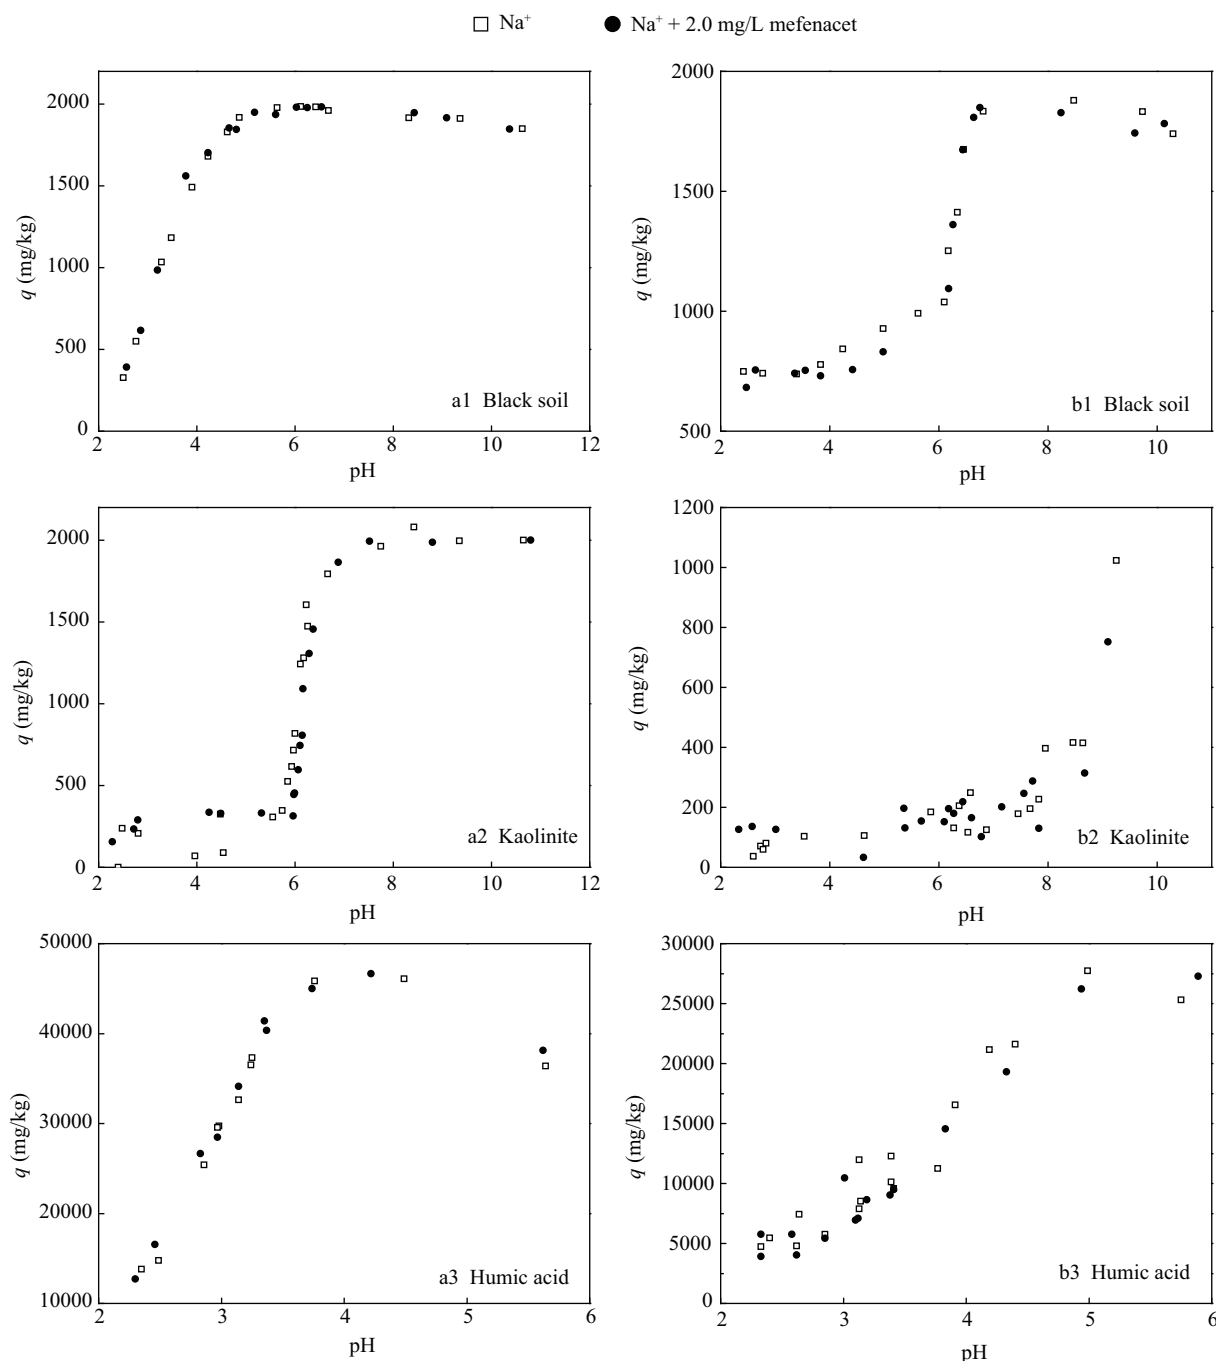 Na⁺
Na⁺ + 2.0 mg/L mefenacet
2000
1500
1000
500
0
q (mg/kg)
a1 Black soil
2 4 6 8 10 12
pH
2000
1500
1000
500
q (mg/kg)
b1 Black soil
2 4 6 8 10
pH
2000
1500
1000
500
0
q (mg/kg)
a2 Kaolinite
2 4 6 8 10 12
pH
1200
1000
800
600
400
200
0
q (mg/kg)
b2 Kaolinite
2 4 6 8 10
pH
50000
40000
30000
20000
10000
q (mg/kg)
a3 Humic acid
2 3 4 5 6
pH
30000
25000
20000
15000
10000
5000
0
q (mg/kg)
b3 Humic acid
2 3 4 5 6
pH